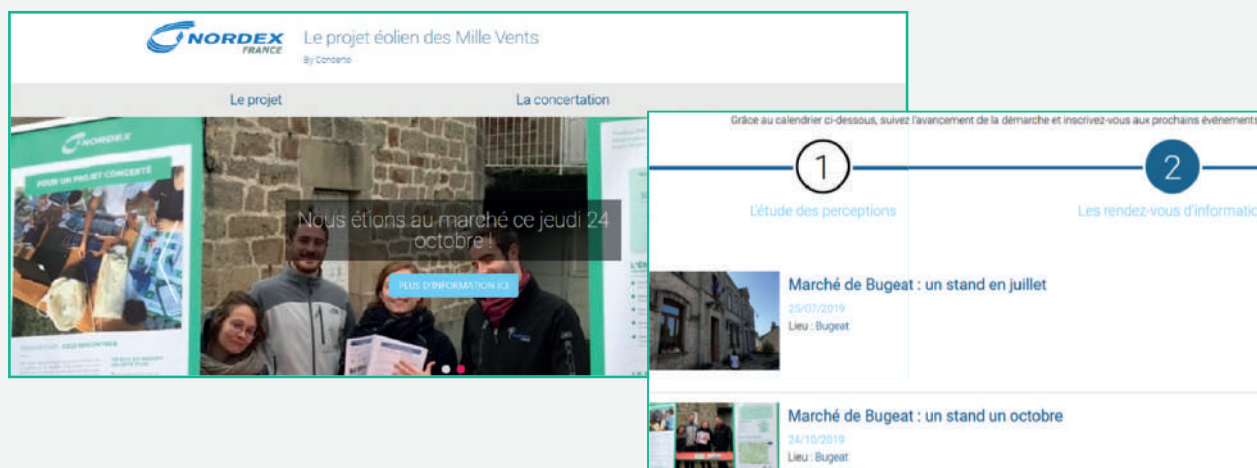 NORDEX
FRANCE
Le projet éolien des Mille Vents
By Concerto
Le projet
La concertation
NORDEX
POUR UN PROJET CONCERTÉ
Nous étions au marché ce jeudi 24
octobre !
PLUS D'INFORMATION ICI
Grâce au calendrier ci-dessous, suivez l'avancement de la démarche et inscrivez-vous aux prochains événements
1
2
L'étude des perceptions
Les rendez-vous d'informatio
Marché de Bugeat : un stand en juillet
25/07/2019
Lieu : Bugeat
Marché de Bugeat : un stand un octobre
24/10/2019
Lieu : Bugeat